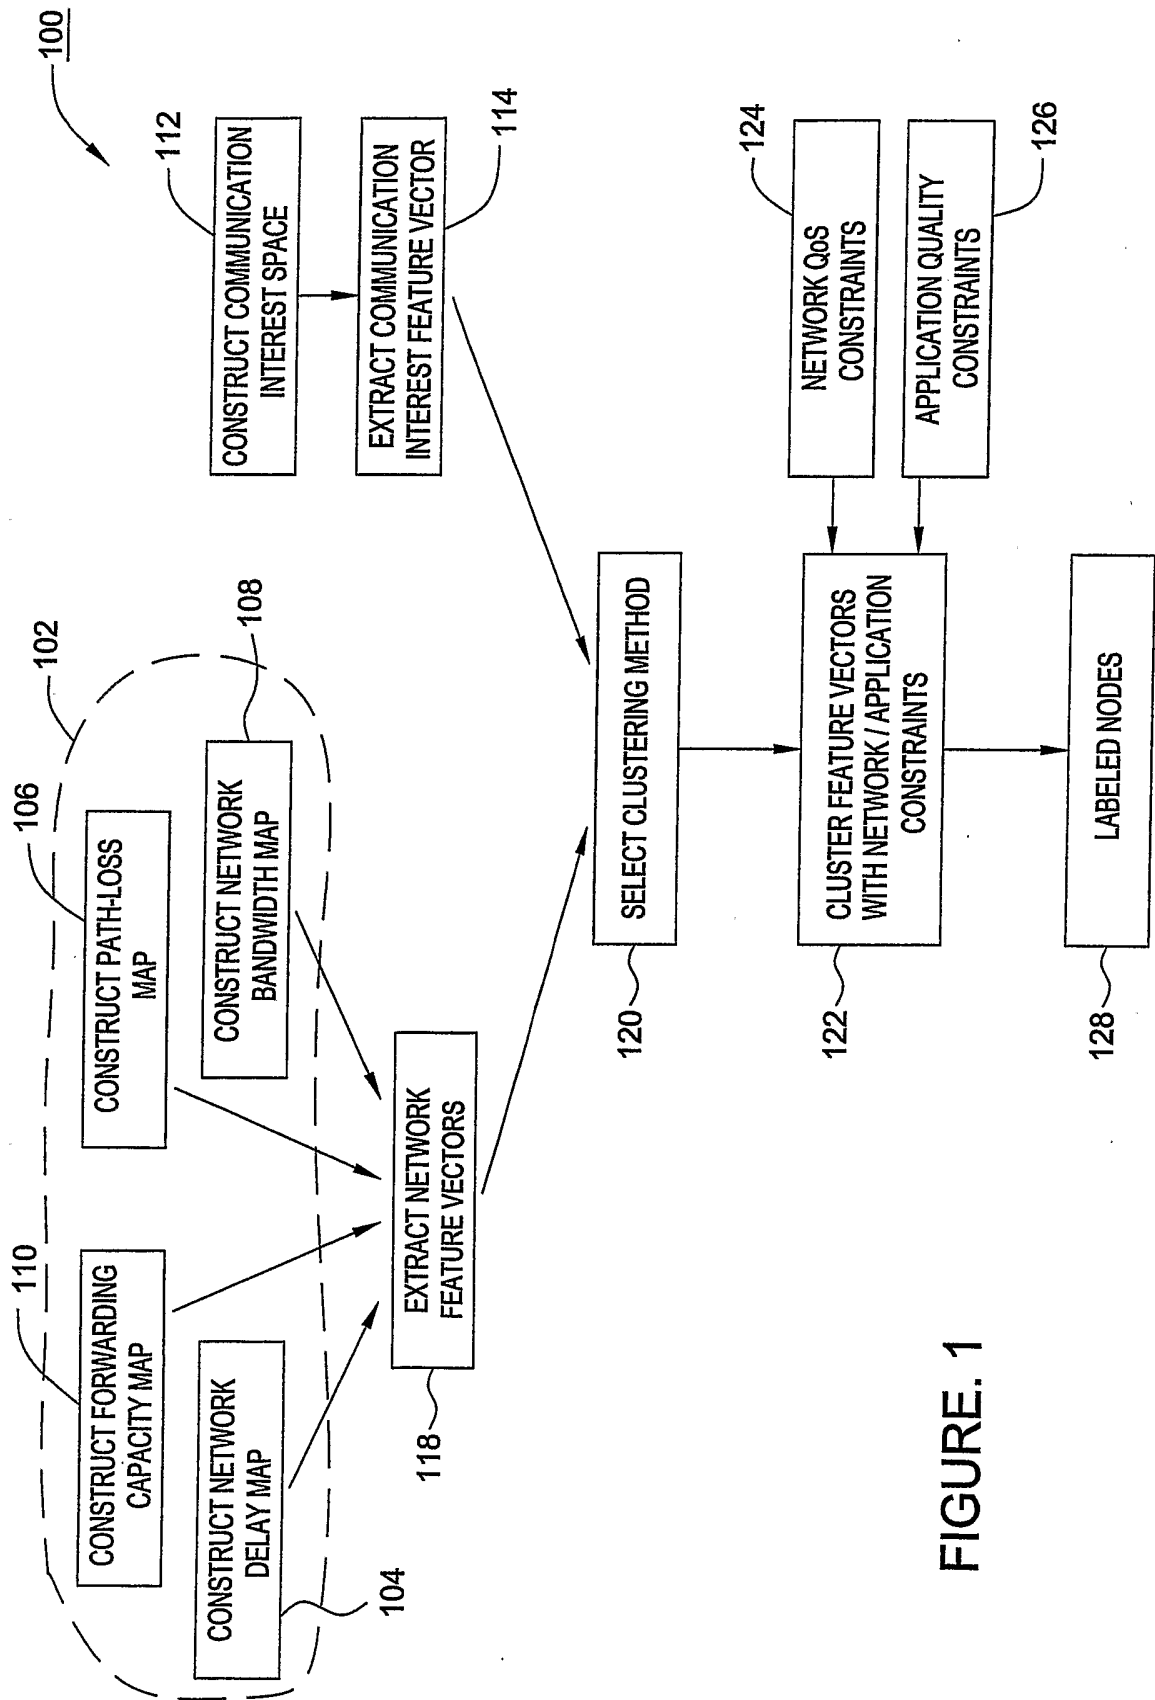 100
102
110
CONSTRUCT FORWARDING
CAPACITY MAP
106
CONSTRUCT PATH-LOSS
MAP
CONSTRUCT NETWORK
DELAY MAP
104
CONSTRUCT NETWORK
BANDWIDTH MAP
108
112
CONSTRUCT COMMUNICATION
INTEREST SPACE
EXTRACT COMMUNICATION
INTEREST FEATURE VECTOR
114
118
EXTRACT NETWORK
FEATURE VECTORS
120
SELECT CLUSTERING METHOD
122
CLUSTER FEATURE VECTORS
WITH NETWORK / APPLICATION
CONSTRAINTS
124
NETWORK QoS
CONSTRAINTS
APPLICATION QUALITY
CONSTRAINTS
126
128
LABELED NODES
FIGURE. 1